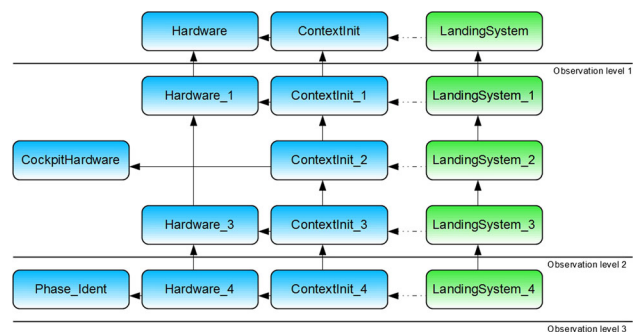 Hardware ContextInit LandingSystem
Observation level 1
Hardware_1 ContextInit_1 LandingSystem_1
CockpitHardware ContextInit_2 LandingSystem_2
Hardware_3 ContextInit_3 LandingSystem_3
Observation level 2
Phase_Ident Hardware_4 ContextInit_4 LandingSystem_4
Observation level 3